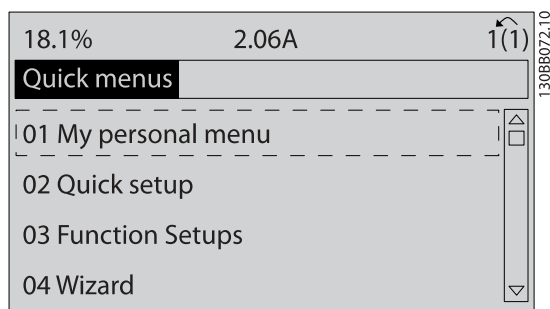 18.1% 2.06A 1(1)
Quick menus
01 My personal menu
02 Quick setup
03 Function Setups
04 Wizard
130BB072.10